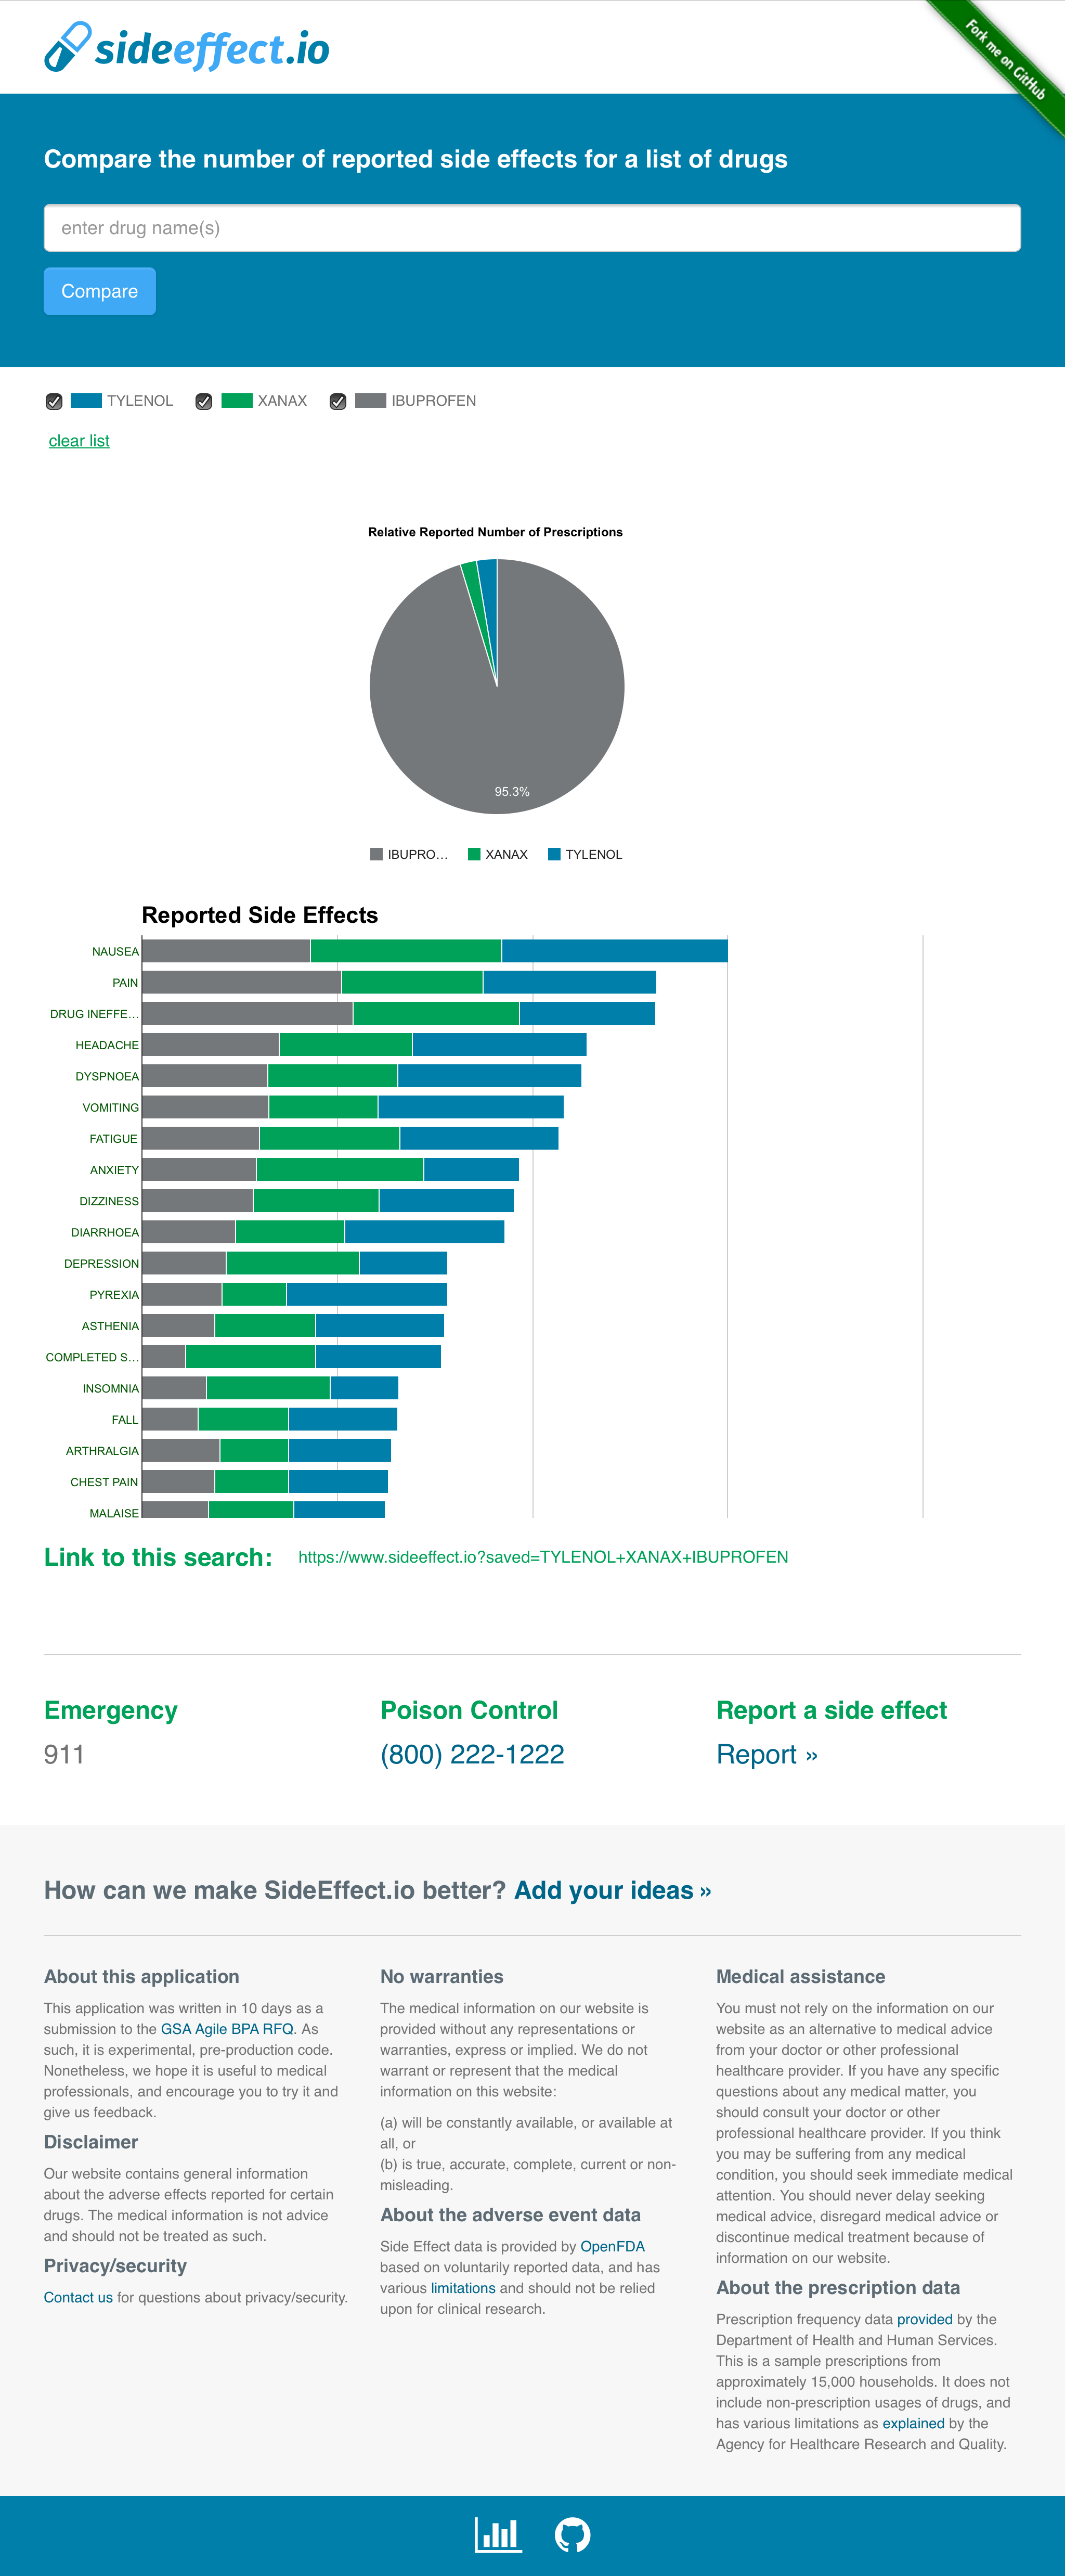 sideeffect.io
Fork me on GitHub
Compare the number of reported side effects for a list of drugs
enter drug name(s)
Compare
TYLENOL XANAX IBUPROFEN
clear list
Relative Reported Number of Prescriptions
95.3%
IBUPRO... XANAX TYLENOL
Reported Side Effects
NAUSEA
PAIN
DRUG INEFFE...
HEADACHE
DYSPNOEA
VOMITING
FATIGUE
ANXIETY
DIZZINESS
DIARRHOEA
DEPRESSION
PYREXIA
ASTHENIA
COMPLETED S...
INSOMNIA
FALL
ARTHRALGIA
CHEST PAIN
MALAISE
Link to this search: https://www.sideeffect.io?saved=TYLENOL+XANAX+IBUPROFEN
Emergency
911
Poison Control
(800) 222-1222
Report a side effect
Report »
How can we make SideEffect.io better? Add your ideas »
About this application
This application was written in 10 days as a
submission to the GSA Agile BPA RFQ. As
such, it is experimental, pre-production code.
Nonetheless, we hope it is useful to medical
professionals, and encourage you to try it and
give us feedback.
Disclaimer
Our website contains general information
about the adverse effects reported for certain
drugs. The medical information is not advice
and should not be treated as such.
Privacy/security
Contact us for questions about privacy/security.
No warranties
The medical information on our website is
provided without any representations or
warranties, express or implied. We do not
warrant or represent that the medical
information on this website:
(a) will be constantly available, or available at
all, or
(b) is true, accurate, complete, current or non-
misleading.
About the adverse event data
Side Effect data is provided by OpenFDA
based on voluntarily reported data, and has
various limitations and should not be relied
upon for clinical research.
Medical assistance
You must not rely on the information on our
website as an alternative to medical advice
from your doctor or other professional
healthcare provider. If you have any specific
questions about any medical matter, you
should consult your doctor or other
professional healthcare provider. If you think
you may be suffering from any medical
condition, you should seek immediate medical
attention. You should never delay seeking
medical advice, disregard medical advice or
discontinue medical treatment because of
information on our website.
About the prescription data
Prescription frequency data provided by the
Department of Health and Human Services.
This is a sample prescriptions from
approximately 15,000 households. It does not
include non-prescription usages of drugs, and
has various limitations as explained by the
Agency for Healthcare Research and Quality.